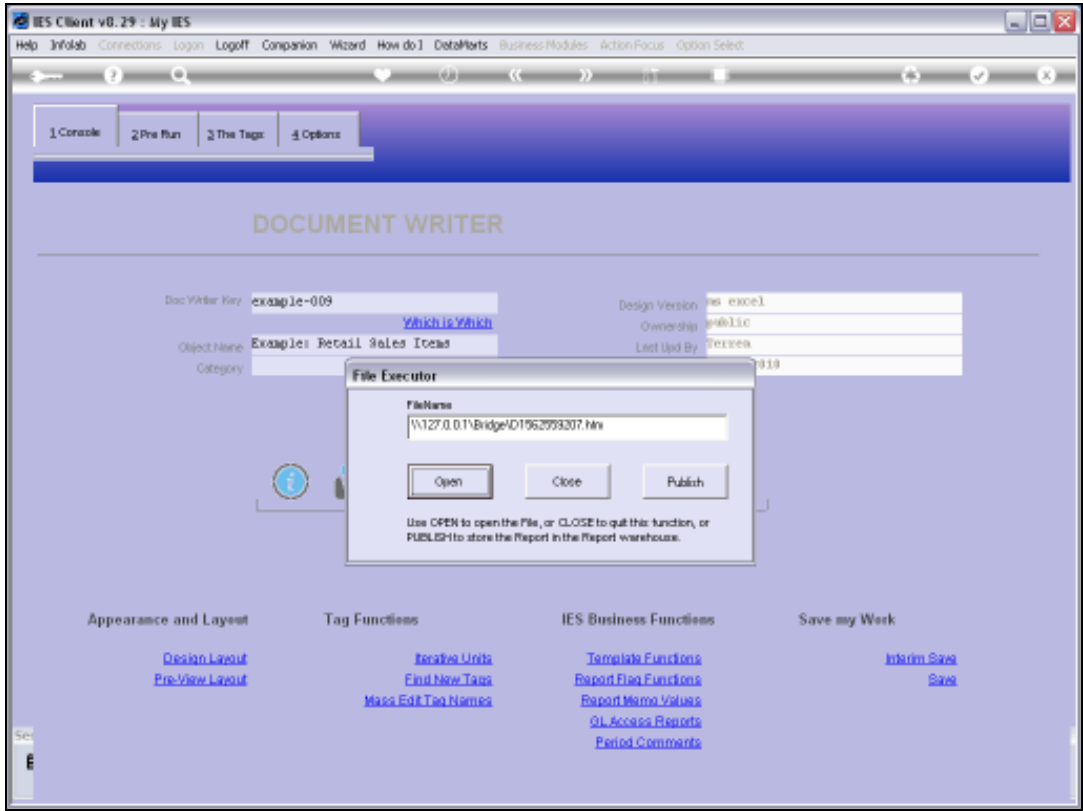 IES Client v8.29 : My IES
Help Infolab Connections Logon Logoff Companion Wizard How do I DataMarts Business Modules Action Focus Option Select
1 Console 2 Pre Run 3 The Tags 4 Options
DOCUMENT WRITER
Doc Writer Key example-009
Design Version ms excel
Which is Which
Ownership public
Object Name Example: Retail Sales Items
Last Upd By Terren
Category
File Executor
FileName
\\127.0.0.1\Bridge\D1562559207.htm
Open Close Publish
Use OPEN to open the File, or CLOSE to quit this function, or
PUBLISH to store the Report in the Report warehouse.
Appearance and Layout Tag Functions IES Business Functions Save my Work
Design Layout Iterative Units Template Functions Interim Save
Pre-View Layout Find New Tags Report Flag Functions Save
Mass Edit Tag Names Report Memo Values
GL Access Reports
Period Comments